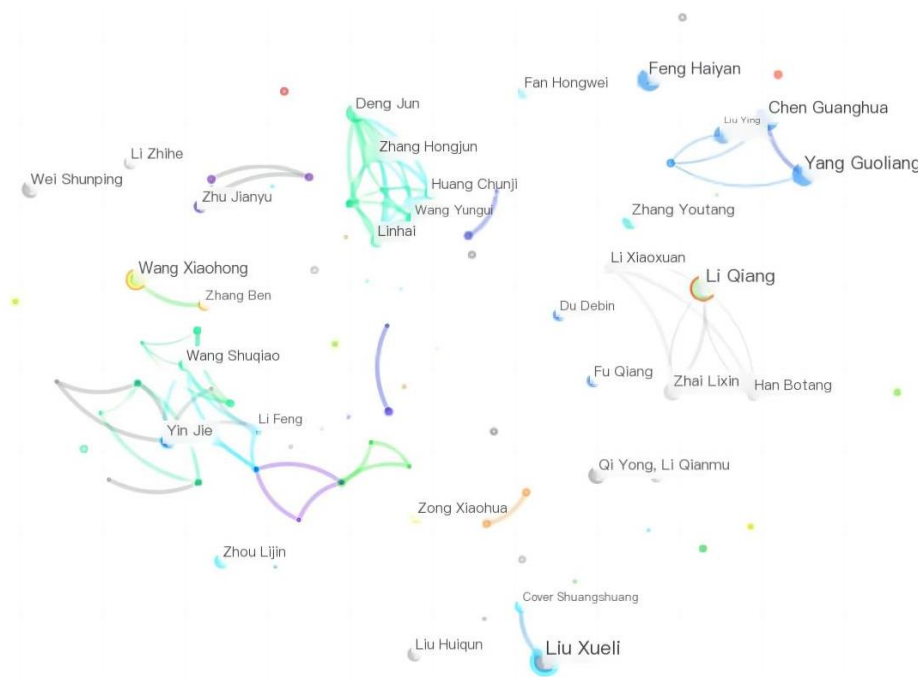 Feng Haiyan
Fan Hongwei
Deng Jun
Chen Guanghua
Liu Ying
Zhang Hongjun
Li Zhihe
Yang Guoliang
Wei Shunping
Huang Chunji
Zhu Jianyu
Wang Yungui
Zhang Youtang
Linhai
Li Xiaoxuan
Wang Xiaohong
Li Qiang
Zhang Ben
Du Debin
Wang Shuqiao
Fu Qiang
Zhai Lixin
Han Botang
Li Feng
Yin Jie
Qi Yong, Li Qianmu
Zong Xiaohua
Zhou Lijin
Cover Shuangshuang
Liu Huiqun
Liu Xueli